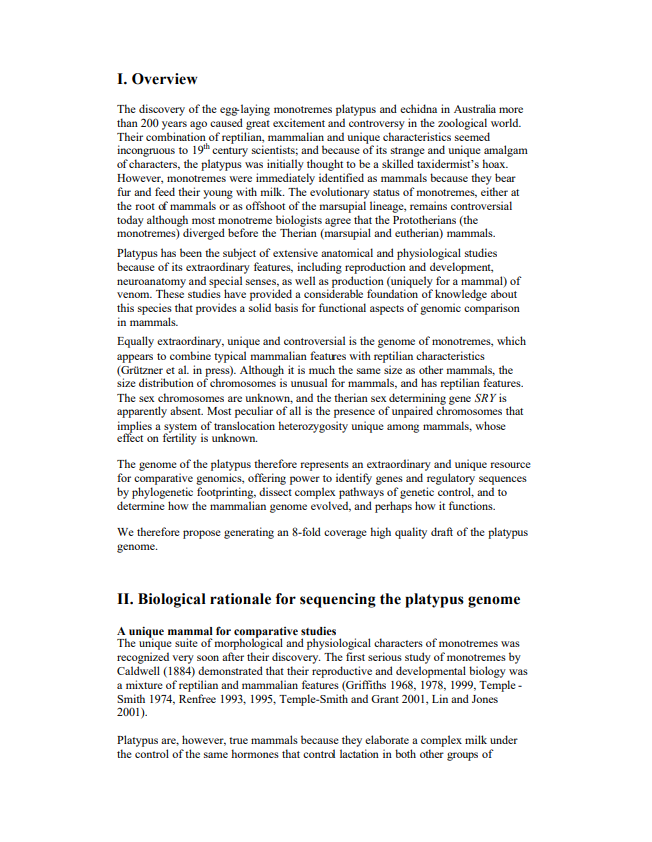 I. Overview
The discovery of the egg-laying monotremes platypus and echidna in Australia more
than 200 years ago caused great excitement and controversy in the zoological world.
Their combination of reptilian, mammalian and unique characteristics seemed
incongruous to 19th century scientists; and because of its strange and unique amalgam
of characters, the platypus was initially thought to be a skilled taxidermist's hoax.
However, monotremes were immediately identified as mammals because they bear
fur and feed their young with milk. The evolutionary status of monotremes, either at
the root of mammals or as offshoot of the marsupial lineage, remains controversial
today although most monotreme biologists agree that the Prototherians (the
monotremes) diverged before the Therian (marsupial and eutherian) mammals.
Platypus has been the subject of extensive anatomical and physiological studies
because of its extraordinary features, including reproduction and development,
neuroanatomy and special senses, as well as production (uniquely for a mammal) of
venom. These studies have provided a considerable foundation of knowledge about
this species that provides a solid basis for functional aspects of genomic comparison
in mammals.
Equally extraordinary, unique and controversial is the genome of monotremes, which
appears to combine typical mammalian features with reptilian characteristics
(Grützner et al. in press). Although it is much the same size as other mammals, the
size distribution of chromosomes is unusual for mammals, and has reptilian features.
The sex chromosomes are unknown, and the therian sex determining gene SRY is
apparently absent. Most peculiar of all is the presence of unpaired chromosomes that
implies a system of translocation heterozygosity unique among mammals, whose
effect on fertility is unknown.
The genome of the platypus therefore represents an extraordinary and unique resource
for comparative genomics, offering power to identify genes and regulatory sequences
by phylogenetic footprinting, dissect complex pathways of genetic control, and to
determine how the mammalian genome evolved, and perhaps how it functions.
We therefore propose generating an 8-fold coverage high quality draft of the platypus
genome.
II. Biological rationale for sequencing the platypus genome
A unique mammal for comparative studies
The unique suite of morphological and physiological characters of monotremes was
recognized very soon after their discovery. The first serious study of monotremes by
Caldwell (1884) demonstrated that their reproductive and developmental biology was
a mixture of reptilian and mammalian features (Griffiths 1968, 1978, 1999, Temple -
Smith 1974, Renfree 1993, 1995, Temple-Smith and Grant 2001, Lin and Jones
2001).
Platypus are, however, true mammals because they elaborate a complex milk under
the control of the same hormones that control lactation in both other groups of